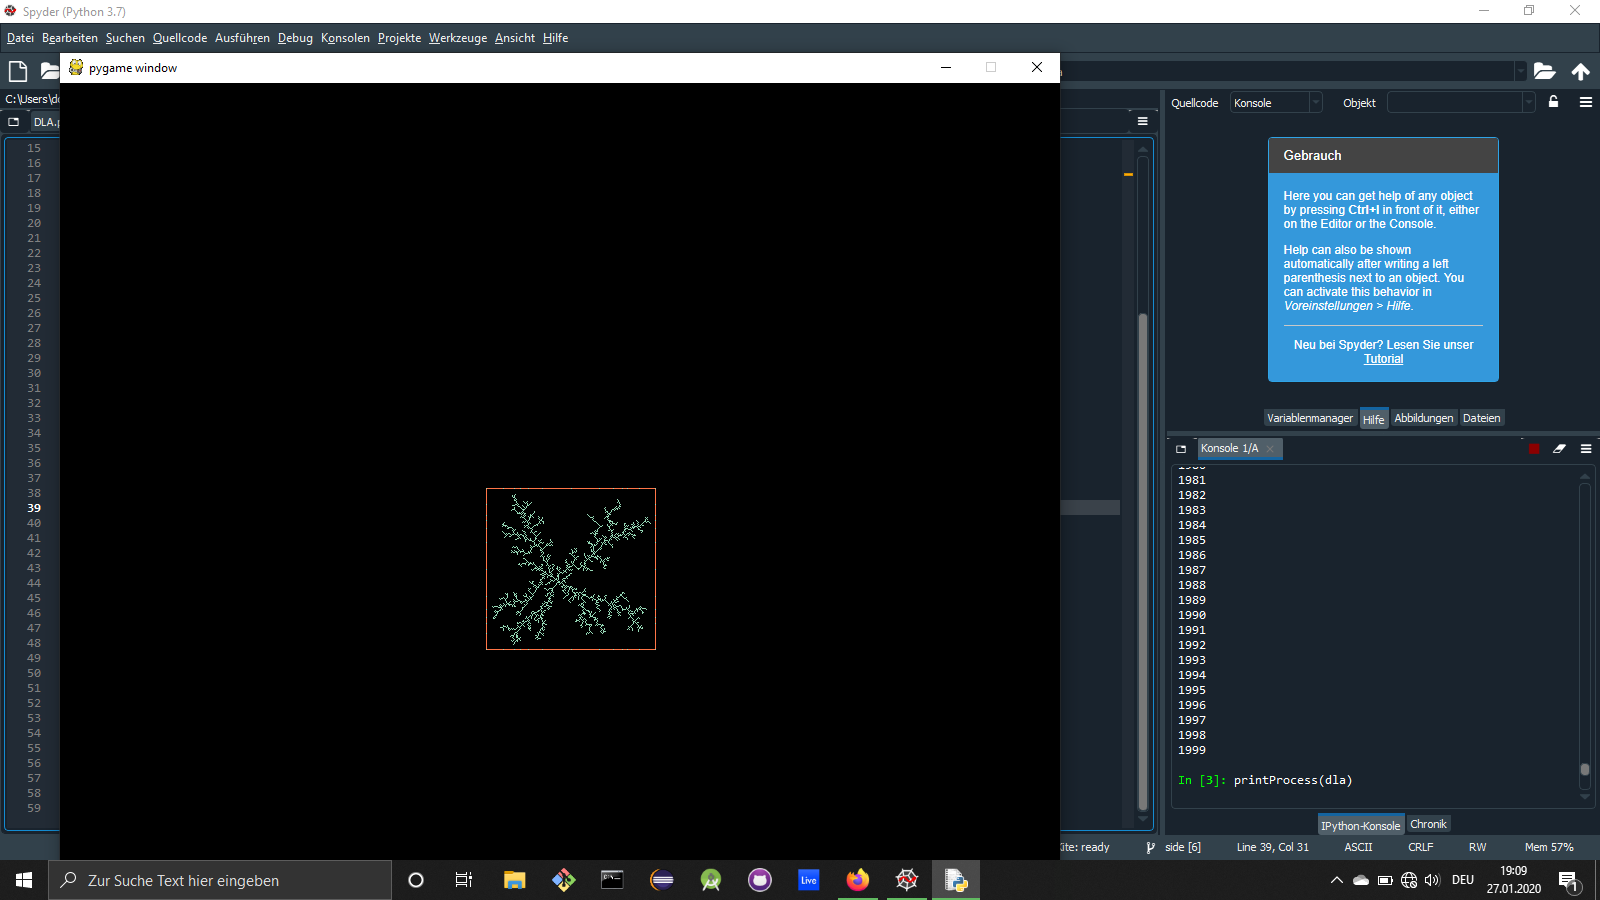 Spyder (Python 3.7)
Datei Bearbeiten Suchen Quellcode Ausführen Debug Konsolen Projekte Werkzeuge Ansicht Hilfe
pygame window
C:\Users\do
Quellcode Konsole Objekt
DLA.p
15
16
17
18
19
20
21
22
23
24
25
26
27
28
29
30
31
32
33
34
35
36
37
38
39
40
41
42
43
44
45
46
47
48
49
50
51
52
53
54
55
56
57
58
59
Gebrauch
Here you can get help of any object
by pressing Ctrl+I in front of it, either
on the Editor or the Console.
Help can also be shown
automatically after writing a left
parenthesis next to an object. You
can activate this behavior in
Voreinstellungen > Hilfe.
Neu bei Spyder? Lesen Sie unser
Tutorial
Variablenmanager Hilfe Abbildungen Dateien
Konsole 1/A
1980
1981
1982
1983
1984
1985
1986
1987
1988
1989
1990
1991
1992
1993
1994
1995
1996
1997
1998
1999
In [3]: printProcess(dla)
IPython-Konsole Chronik
Kite: ready side [6] Line 39, Col 31 ASCII CRLF RW Mem 57%
Zur Suche Text hier eingeben
Live
DEU
19:09
27.01.2020
1